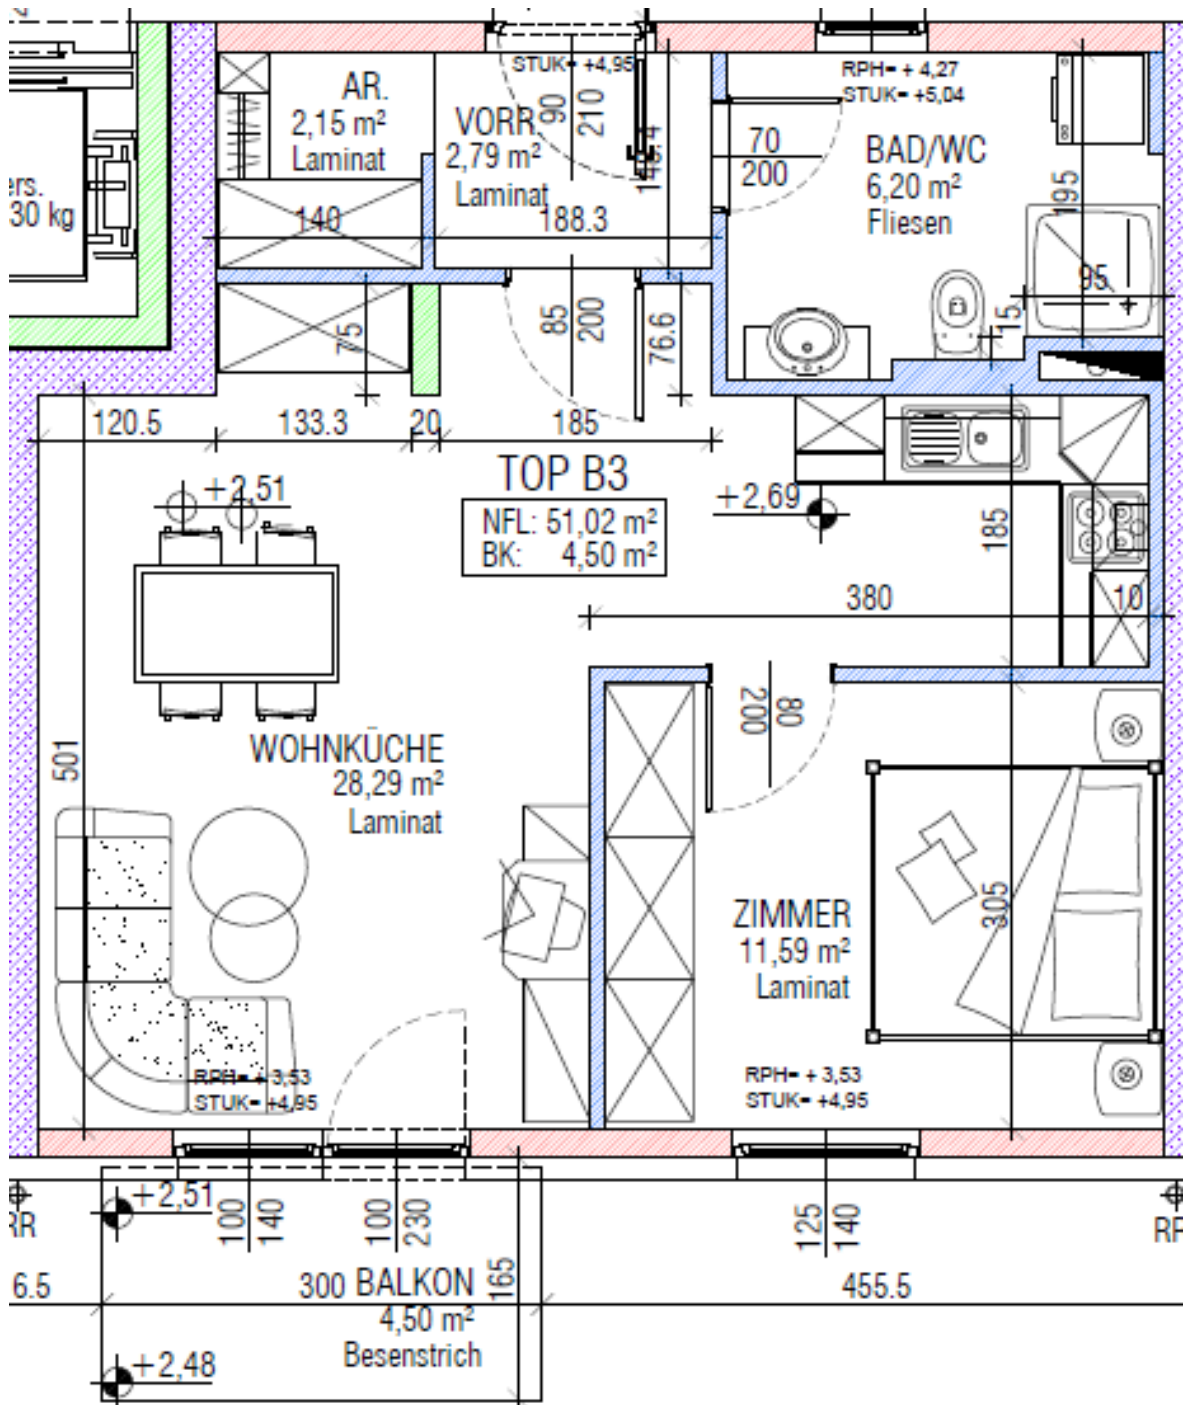 STUK= +4,95
RPH= + 4,27
STUK= +5,04
AR.
2,15 m²
Laminat
VORR.
2,79 m²
Laminat
90
210
148.4
70
200
BAD/WC
6,20 m²
Fliesen
195
ers.
30 kg
140
188.3
95
15
75
85
200
76.6
120.5
133.3
20
185
TOP B3
NFL: 51,02 m²
BK: 4,50 m²
+2,51
+2,69
185
380
10
80
200
501
WOHNKÜCHE
28,29 m²
Laminat
ZIMMER
11,59 m²
Laminat
305
RPH= + 3,53
STUK= +4,95
RPH= + 3,53
STUK= +4,95
+2,51
RR
100
140
100
230
125
140
RR
6.5
300
BALKON
4,50 m²
Besenstrich
165
455.5
+2,48